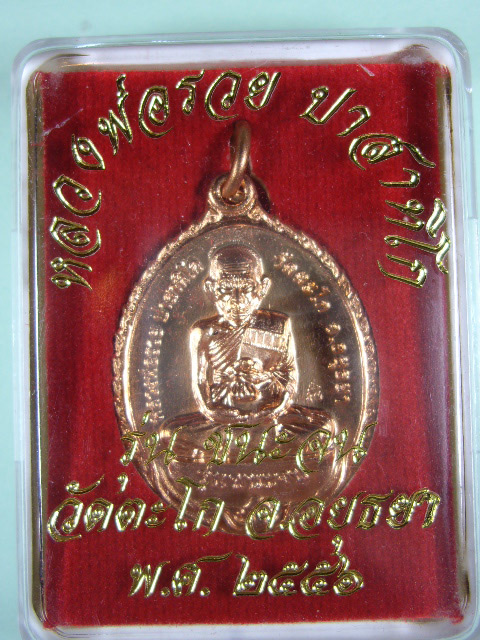 หลวงพ่อรวย ปาสาทิโก
รุ่น ชนะจน
วัดตะโก จ.อยุธยา
พ.ศ. ๒๕๕๖